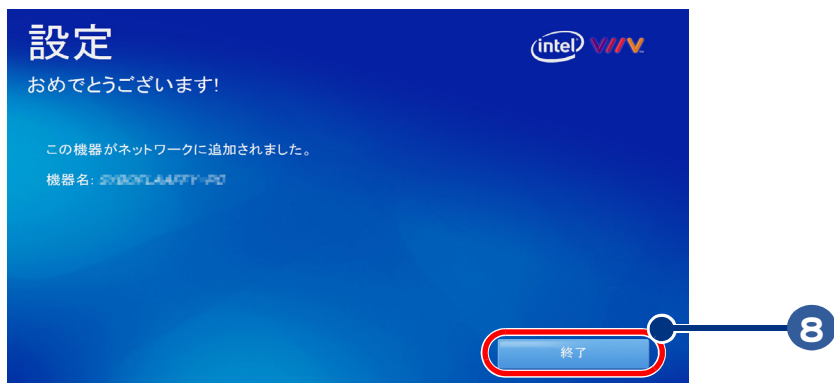 設定
intel VIIV
おめでとうございます!
この機器がネットワークに追加されました。
機器名:
終了
8